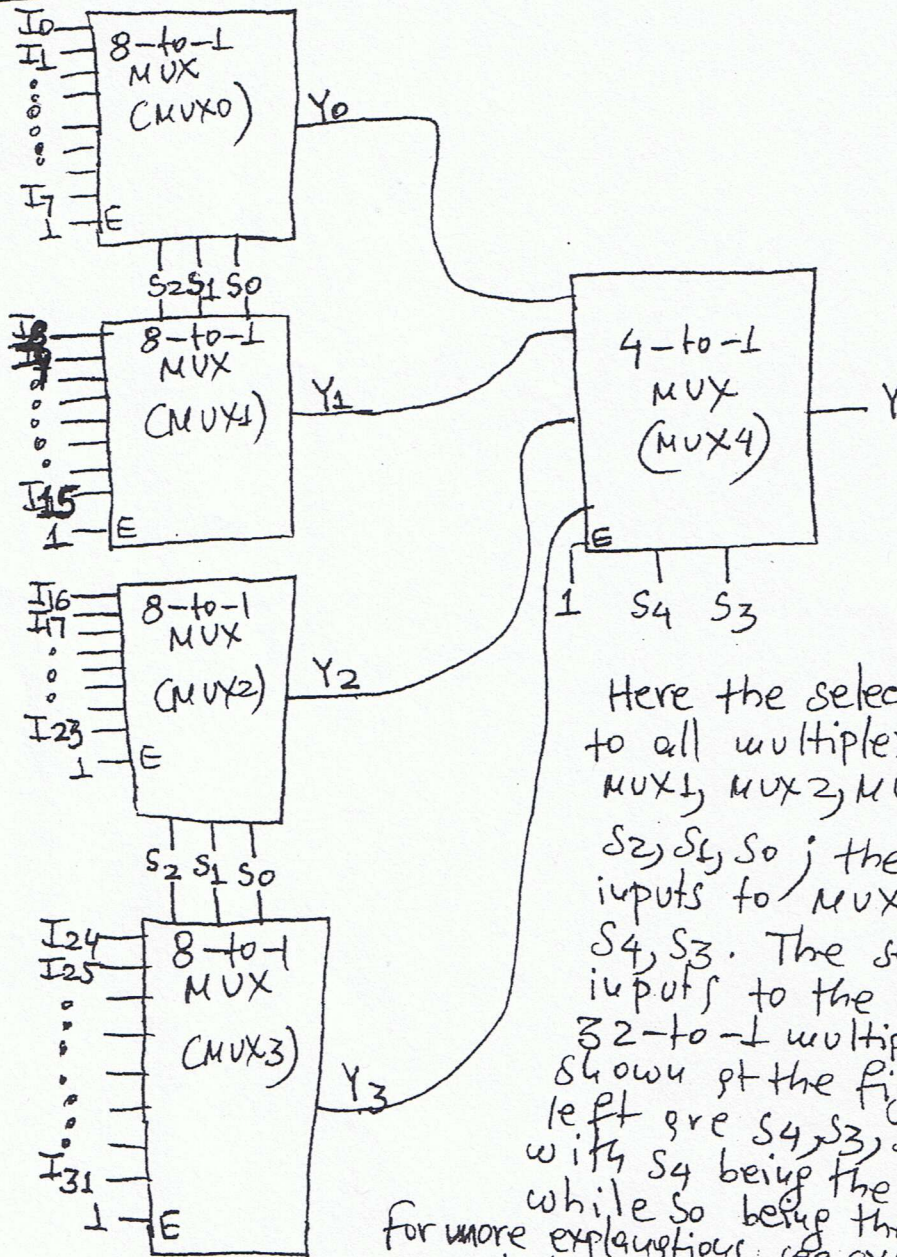 I0
I1
I7
1
E
8-to-1
MUX
(MUX0)
Y0
S2 S1 S0
I15
1
E
8-to-1
MUX
(MUX1)
Y1
I16
I17
I23
1
E
8-to-1
MUX
(MUX2)
Y2
S2 S1 S0
I24
I25
I31
1
E
8-to-1
MUX
(MUX3)
Y3
4-to-1
MUX
(MUX4)
E
1
S4 S3
Y
Here the selec
to all multiple
MUX1, MUX2, MU
S2, S1, S0 ; the
inputs to MUX
S4, S3. The s
inputs to the
32-to-1 multip
shown at the fi
left are S4, S3,
with S4 being the
while S0 being th
for more explanations